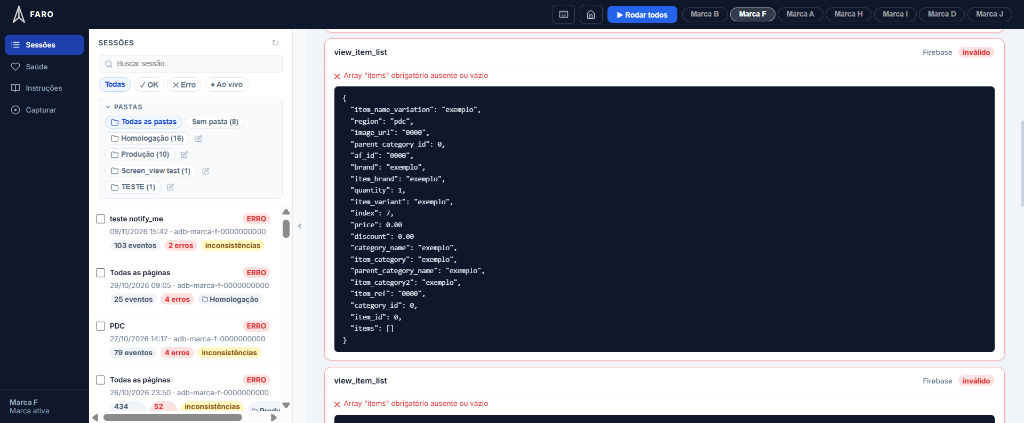 FARO
▶ Rodar todos
Marca B
Marca F
Marca A
Marca H
Marca I
Marca D
Marca J
Sessões
Saúde
Instruções
Capturar
Marca F
Marca ativa
SESSÕES
Buscar sessão...
Todas
✓ OK
✕ Erro
● Ao vivo
PASTAS
Todas as pastas
Sem pasta (8)
Homologação (16)
Produção (10)
Screen_view test (1)
TESTE (1)
teste notify_me
ERRO
09/11/2026 15:42 · adb-marca-f-0000000000
103 eventos
2 erros
inconsistências
Todas as páginas
ERRO
29/10/2026 09:05 · adb-marca-f-0000000000
25 eventos
4 erros
Homologação
PDC
ERRO
27/10/2026 14:17 · adb-marca-f-0000000000
79 eventos
4 erros
inconsistências
Todas as páginas
ERRO
26/10/2026 23:50 · adb-marca-f-0000000000
434
52
inconsistências
view_item_list
Firebase
inválido
✕ Array "items" obrigatório ausente ou vazio
{
"item_name_variation": "exemplo",
"region": "pdc",
"image_url": "0000",
"parent_category_id": 0,
"af_id": "0000",
"brand": "exemplo",
"item_brand": "exemplo",
"quantity": 1,
"item_variant": "exemplo",
"index": 7,
"price": 0.00
"discount": 0.00
"category_name": "exemplo",
"item_category": "exemplo",
"parent_category_name": "exemplo",
"item_category2": "exemplo",
"item_ref": "0000",
"category_id": 0,
"item_id": 0,
"items": []
}
view_item_list
Firebase
inválido
✕ Array "items" obrigatório ausente ou vazio